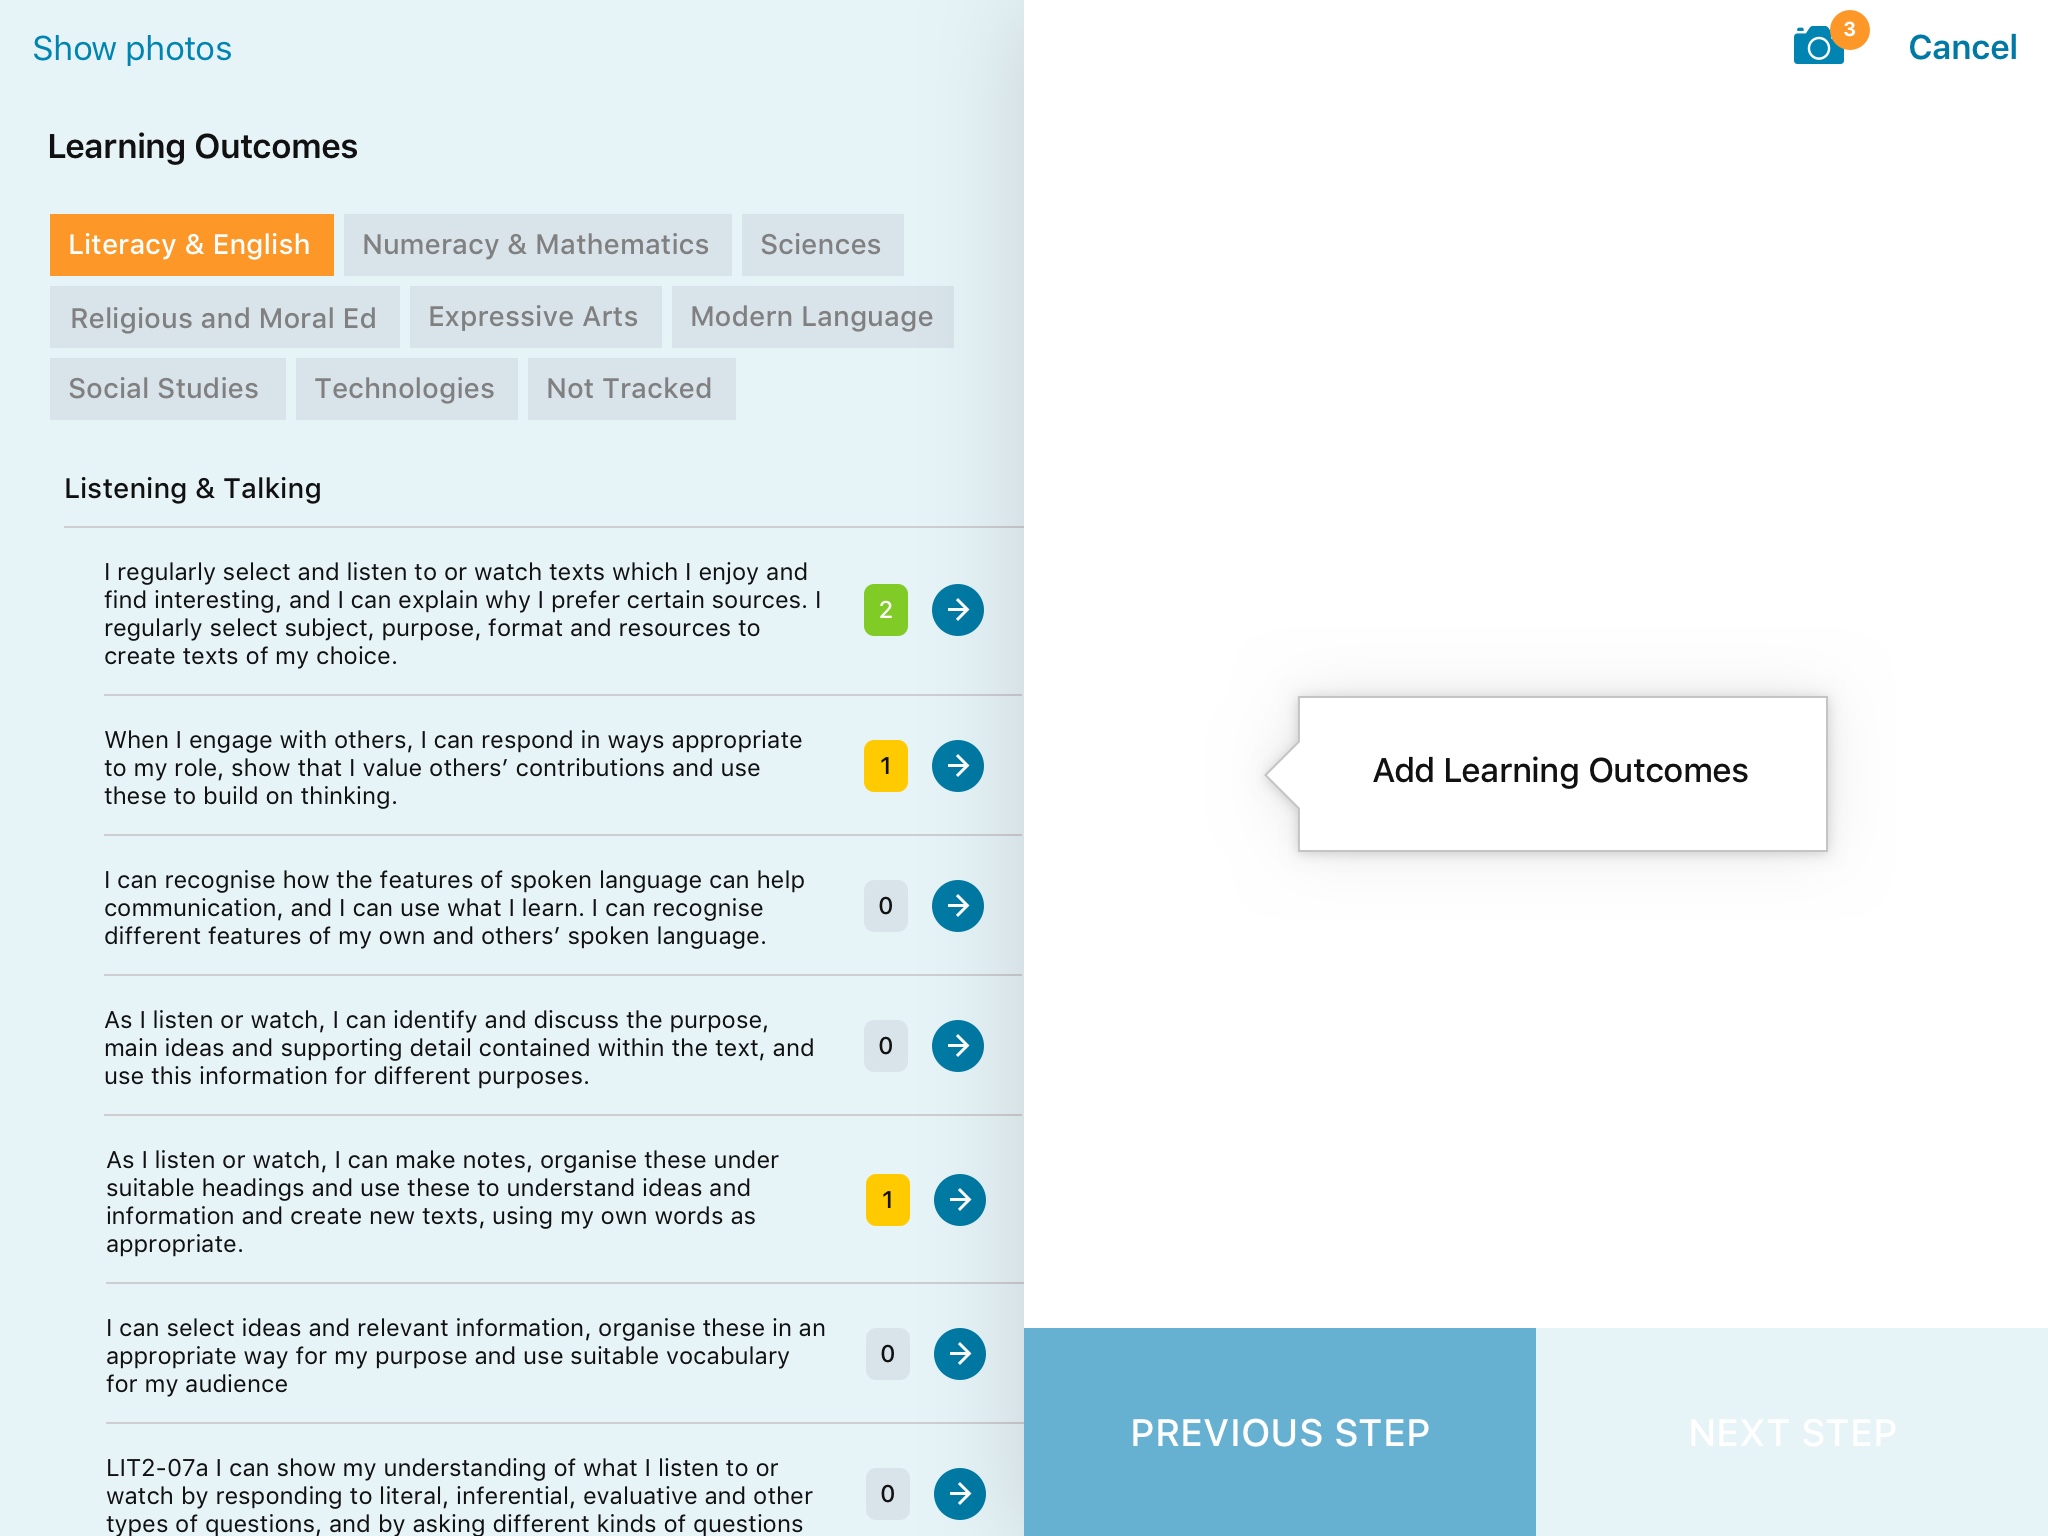 Show photos
3
Cancel
Learning Outcomes
Literacy & English
Numeracy & Mathematics
Sciences
Religious and Moral Ed
Expressive Arts
Modern Language
Social Studies
Technologies
Not Tracked
Listening & Talking
I regularly select and listen to or watch texts which I enjoy and
find interesting, and I can explain why I prefer certain sources. I
regularly select subject, purpose, format and resources to
create texts of my choice.
2
When I engage with others, I can respond in ways appropriate
to my role, show that I value others’ contributions and use
these to build on thinking.
1
I can recognise how the features of spoken language can help
communication, and I can use what I learn. I can recognise
different features of my own and others’ spoken language.
0
As I listen or watch, I can identify and discuss the purpose,
main ideas and supporting detail contained within the text, and
use this information for different purposes.
0
As I listen or watch, I can make notes, organise these under
suitable headings and use these to understand ideas and
information and create new texts, using my own words as
appropriate.
1
I can select ideas and relevant information, organise these in an
appropriate way for my purpose and use suitable vocabulary
for my audience
0
LIT2-07a I can show my understanding of what I listen to or
watch by responding to literal, inferential, evaluative and other
types of questions, and by asking different kinds of questions
0
Add Learning Outcomes
PREVIOUS STEP
NEXT STEP